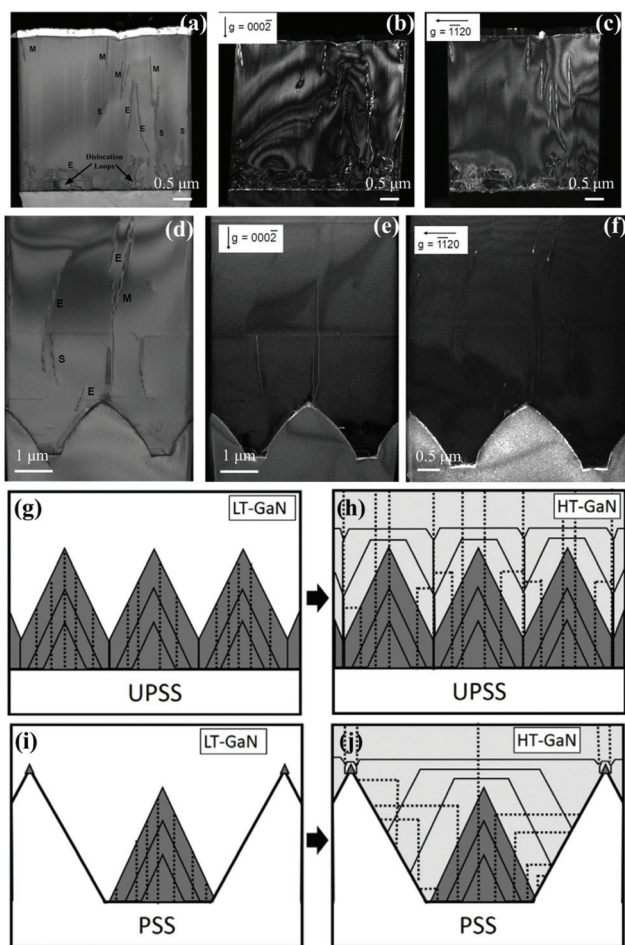 (a)
M
M
M
M
S
E
E
S
S
Dislocation
Loops
E
E
0.5 μm
(b)
g = 0002̄
0.5 μm
(c)
g = 1̄1̄20
0.5 μm
(d)
E
E
M
S
E
1 μm
(e)
g = 0002̄
1 μm
(f)
g = 1̄1̄20
0.5 μm
(g)
LT-GaN
UPSS
(h)
HT-GaN
UPSS
(i)
LT-GaN
PSS
(j)
HT-GaN
PSS